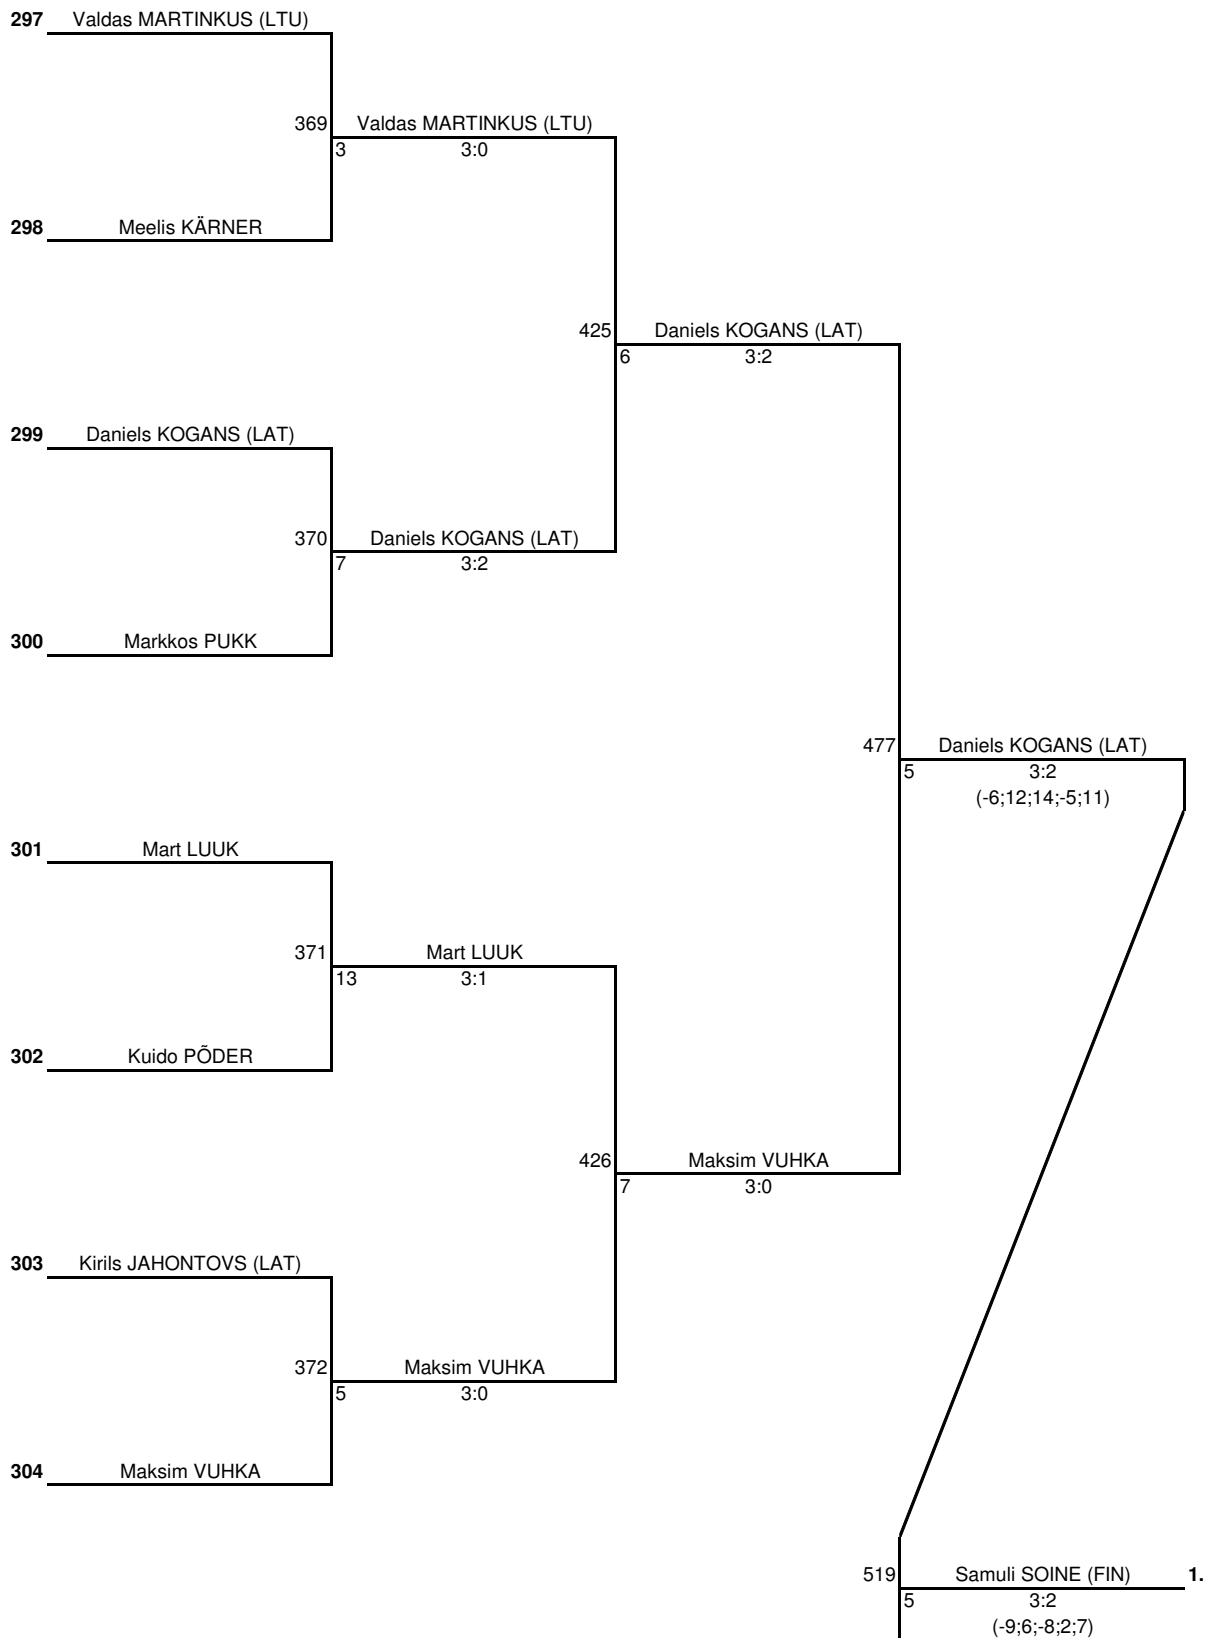 297 Valdas MARTINKUS (LTU)
369 Valdas MARTINKUS (LTU)
3 3:0
298 Meelis KÄRNER
425 Daniels KOGANS (LAT)
6 3:2
299 Daniels KOGANS (LAT)
370 Daniels KOGANS (LAT)
7 3:2
300 Markkos PUKK
477 Daniels KOGANS (LAT)
5 3:2
(-6;12;14;-5;11)
301 Mart LUUK
371 Mart LUUK
13 3:1
302 Kuido PÕDER
426 Maksim VUHKA
7 3:0
303 Kirils JAHONTOVS (LAT)
372 Maksim VUHKA
5 3:0
304 Maksim VUHKA
519 Samuli SOINE (FIN) 1.
5 3:2
(-9;6;-8;2;7)